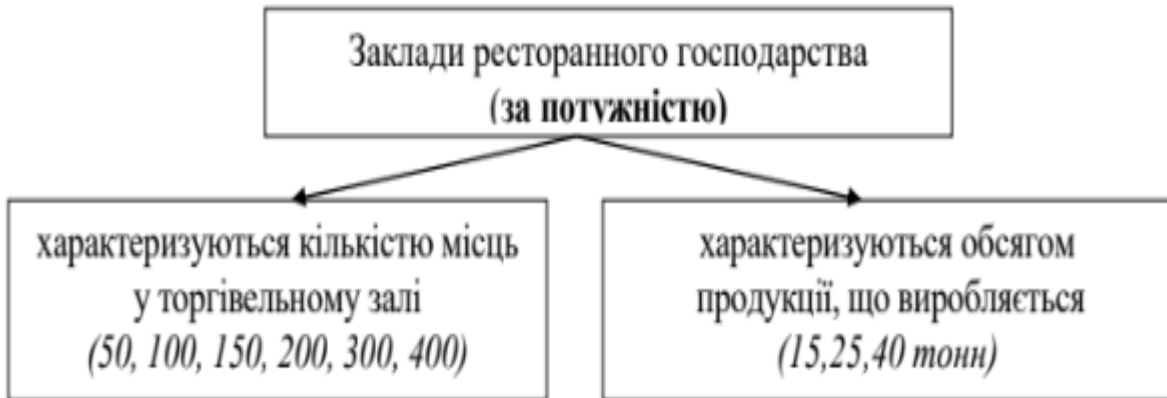 Заклади ресторанного господарства
(за потужністю)
характеризуються кількістю місць
у торгівельному залі
(50, 100, 150, 200, 300, 400)
характеризуються обсягом
продукції, що виробляється
(15,25,40 тонн)